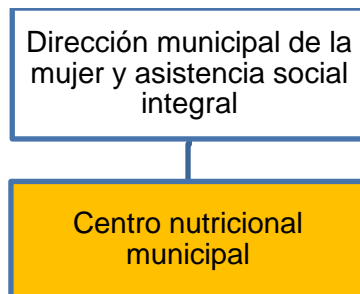 Dirección municipal de la
mujer y asistencia social
integral
Centro nutricional
municipal